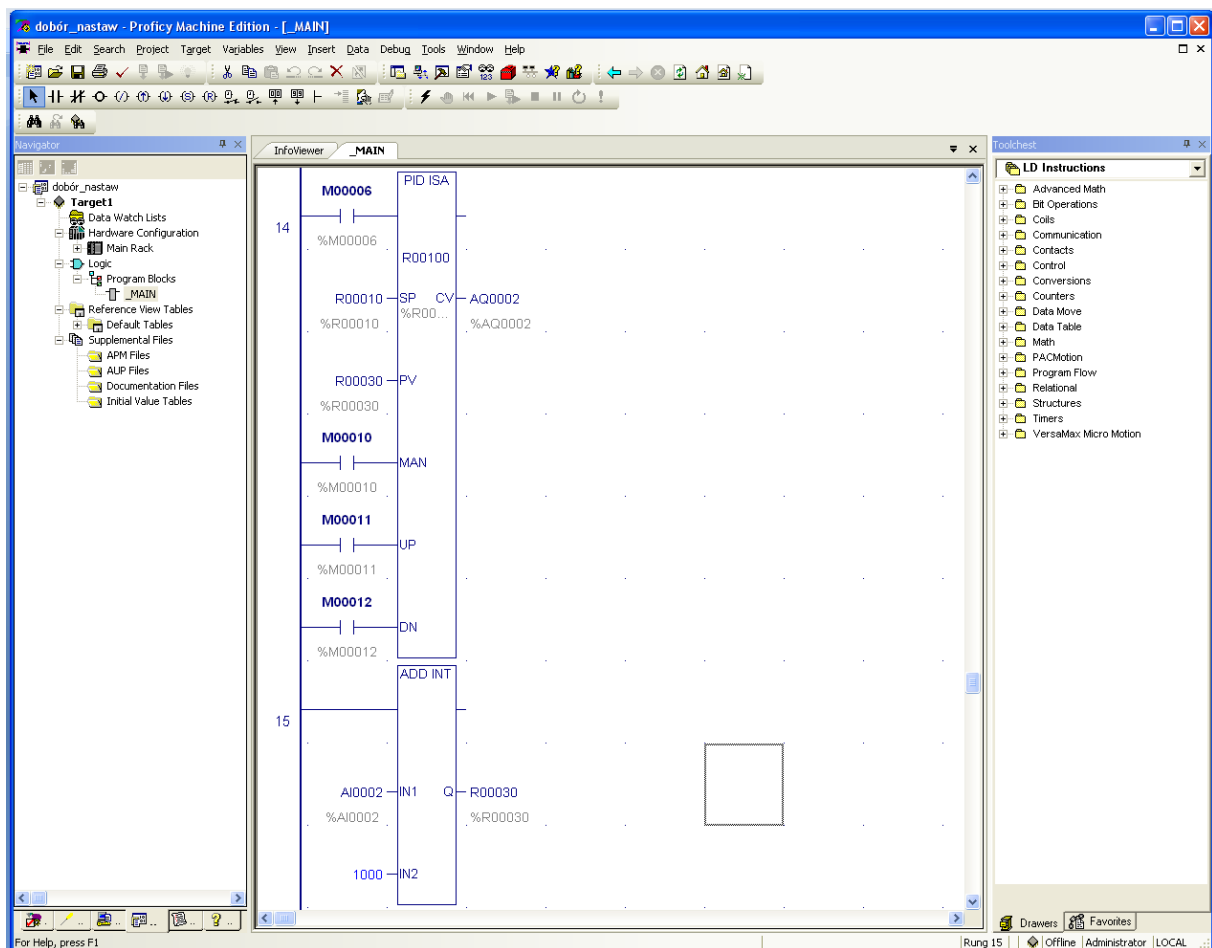 dobór_nastaw - Proficy Machine Edition - [_MAIN]
File Edit Search Project Target Variables View Insert Data Debug Tools Window Help
Navigator
dobór_nastaw
Target1
Data Watch Lists
Hardware Configuration
Main Rack
Logic
Program Blocks
_MAIN
Reference View Tables
Default Tables
Supplemental Files
APM Files
AUP Files
Documentation Files
Initial Value Tables
InfoViewer _MAIN
14
M00006
%M00006
PID ISA
R00100
R00010 SP CV AQ0002
%R00010 %R00... %AQ0002
R00030 PV
%R00030
M00010
MAN
%M00010
M00011
UP
%M00011
M00012
DN
%M00012
15
ADD INT
AI0002 IN1 Q R00030
%AI0002 %R00030
1000 IN2
Toolchest
LD Instructions
Advanced Math
Bit Operations
Coils
Communication
Contacts
Control
Conversions
Counters
Data Move
Data Table
Math
PACMotion
Program Flow
Relational
Structures
Timers
VersaMax Micro Motion
Drawers Favorites
For Help, press F1
Rung 15 Offline Administrator LOCAL